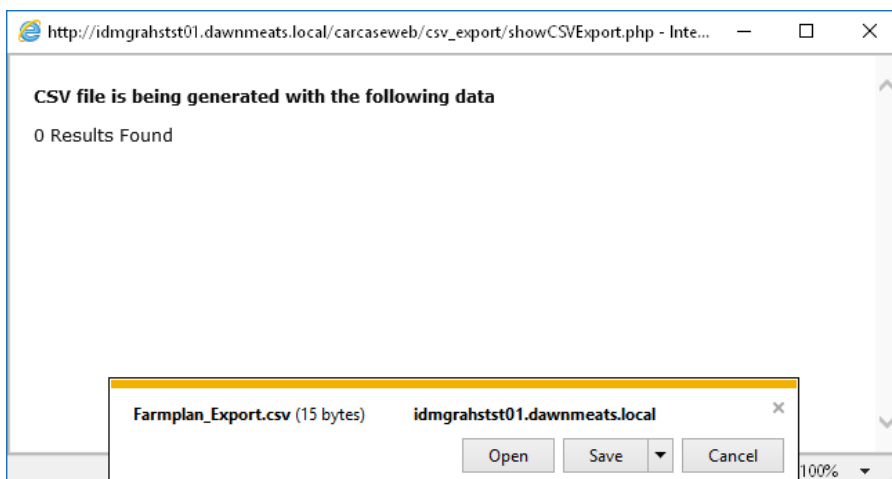 http://idmgrahstst01.dawnmeats.local/carcaseweb/csv_export/showCSVExport.php - Inte...
CSV file is being generated with the following data
0 Results Found
Farmplan_Export.csv (15 bytes) idmgrahstst01.dawnmeats.local
Open Save Cancel
100%